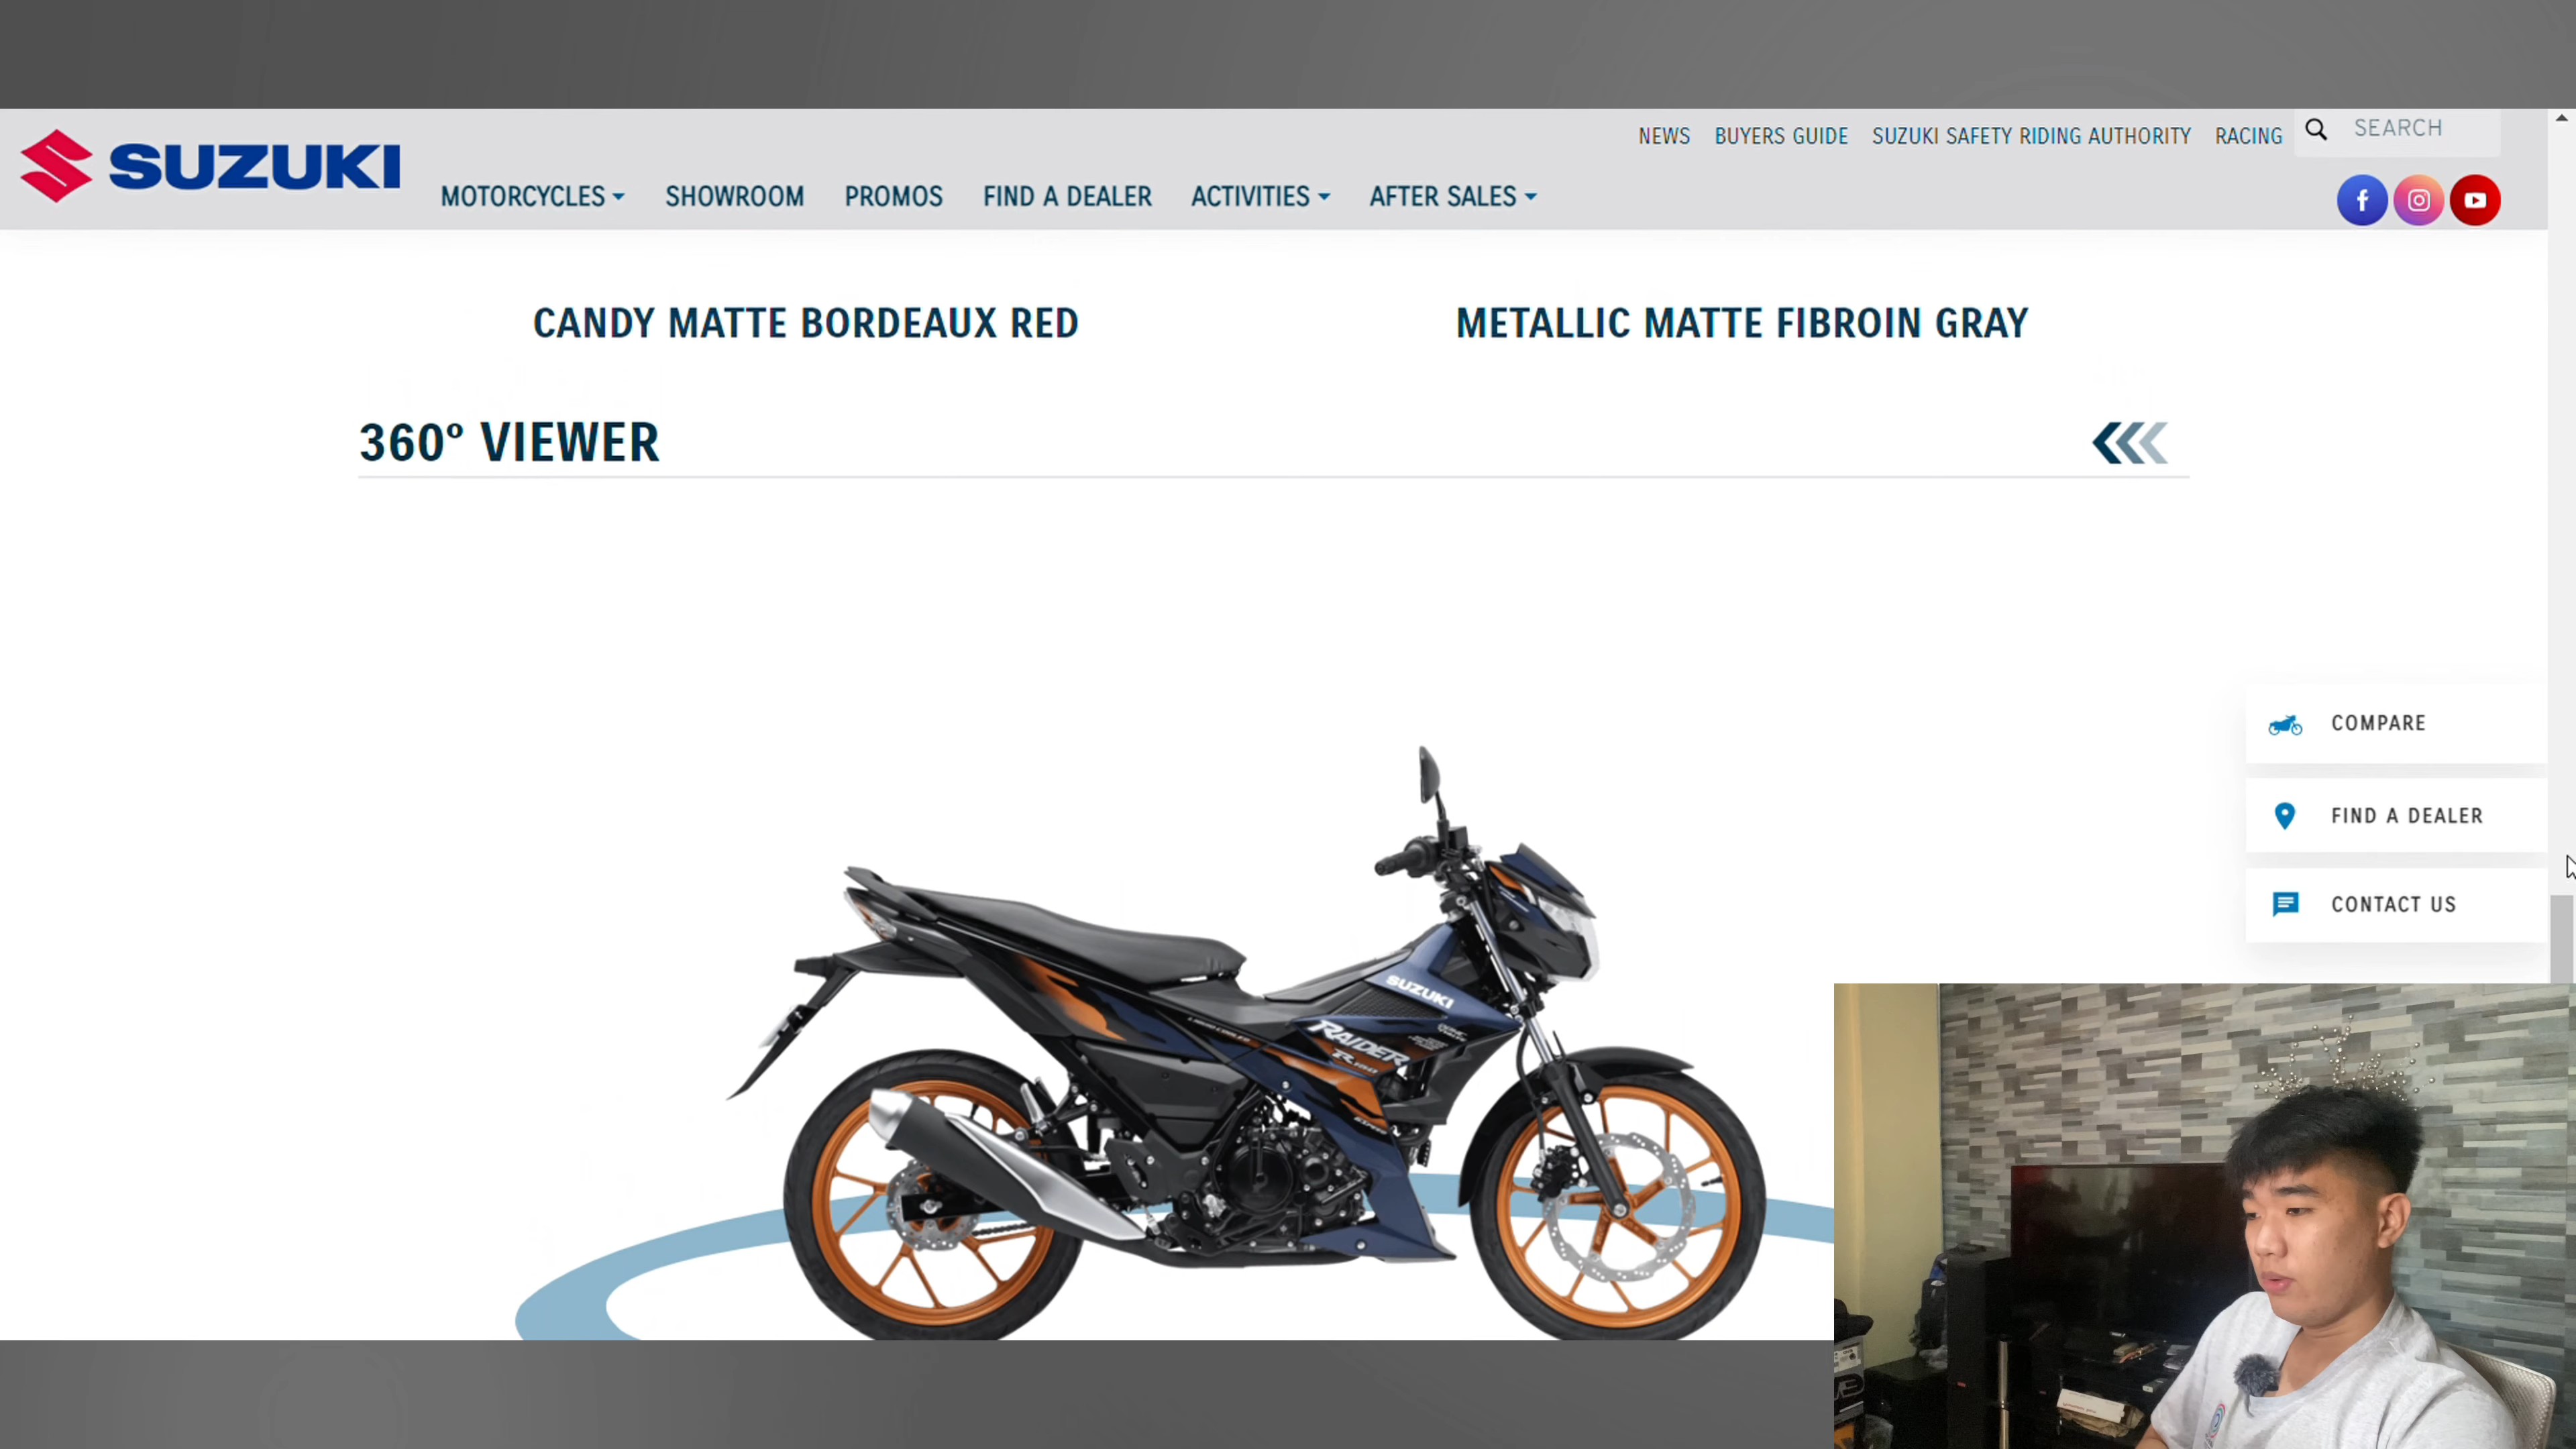 SUZUKI
NEWS BUYERS GUIDE SUZUKI SAFETY RIDING AUTHORITY RACING SEARCH
MOTORCYCLES SHOWROOM PROMOS FIND A DEALER ACTIVITIES AFTER SALES
CANDY MATTE BORDEAUX RED METALLIC MATTE FIBROIN GRAY
360º VIEWER
COMPARE
FIND A DEALER
CONTACT US
SUZUKI
RAIDER